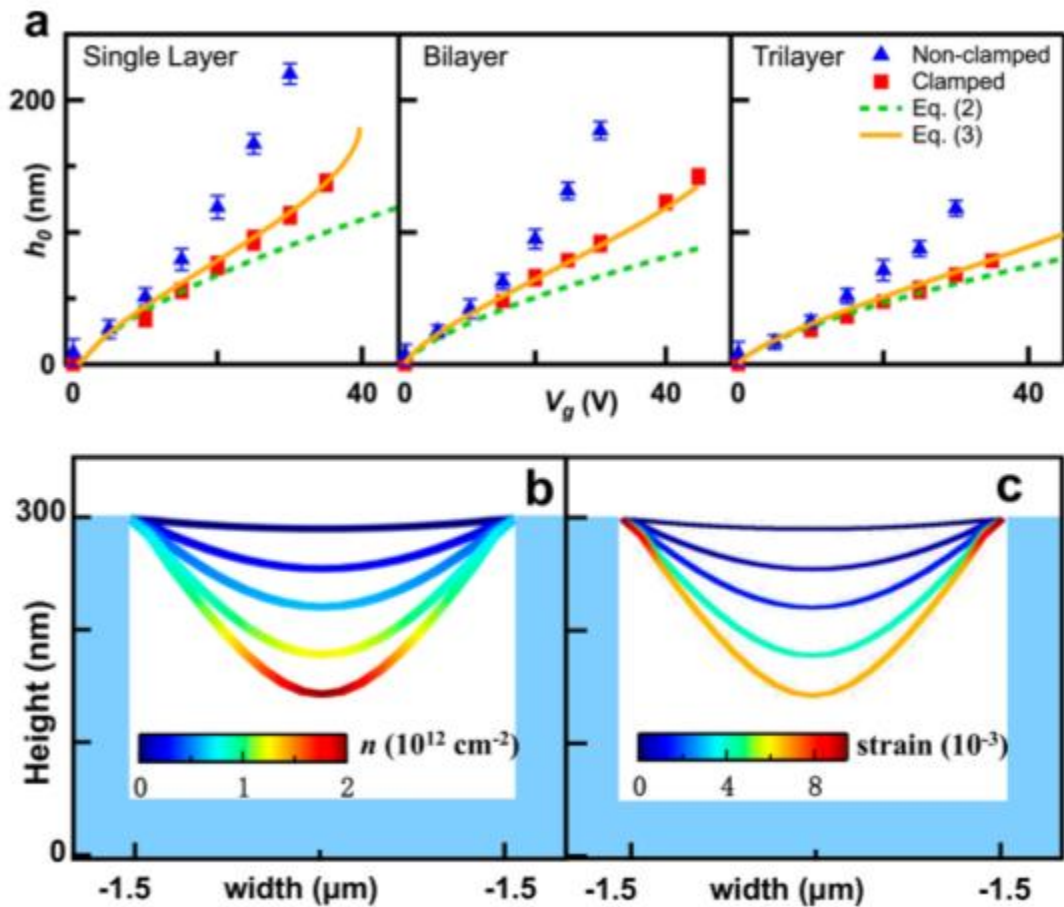 a
Single Layer
Bilayer
Trilayer
Non-clamped
Clamped
Eq. (2)
Eq. (3)
200
h0 (nm)
0
0
40
0
40
0
40
Vg (V)
b
c
300
Height (nm)
0
n (10¹² cm⁻²)
0 1 2
strain (10⁻³)
0 4 8
-1.5 width (µm) -1.5
-1.5 width (µm) -1.5